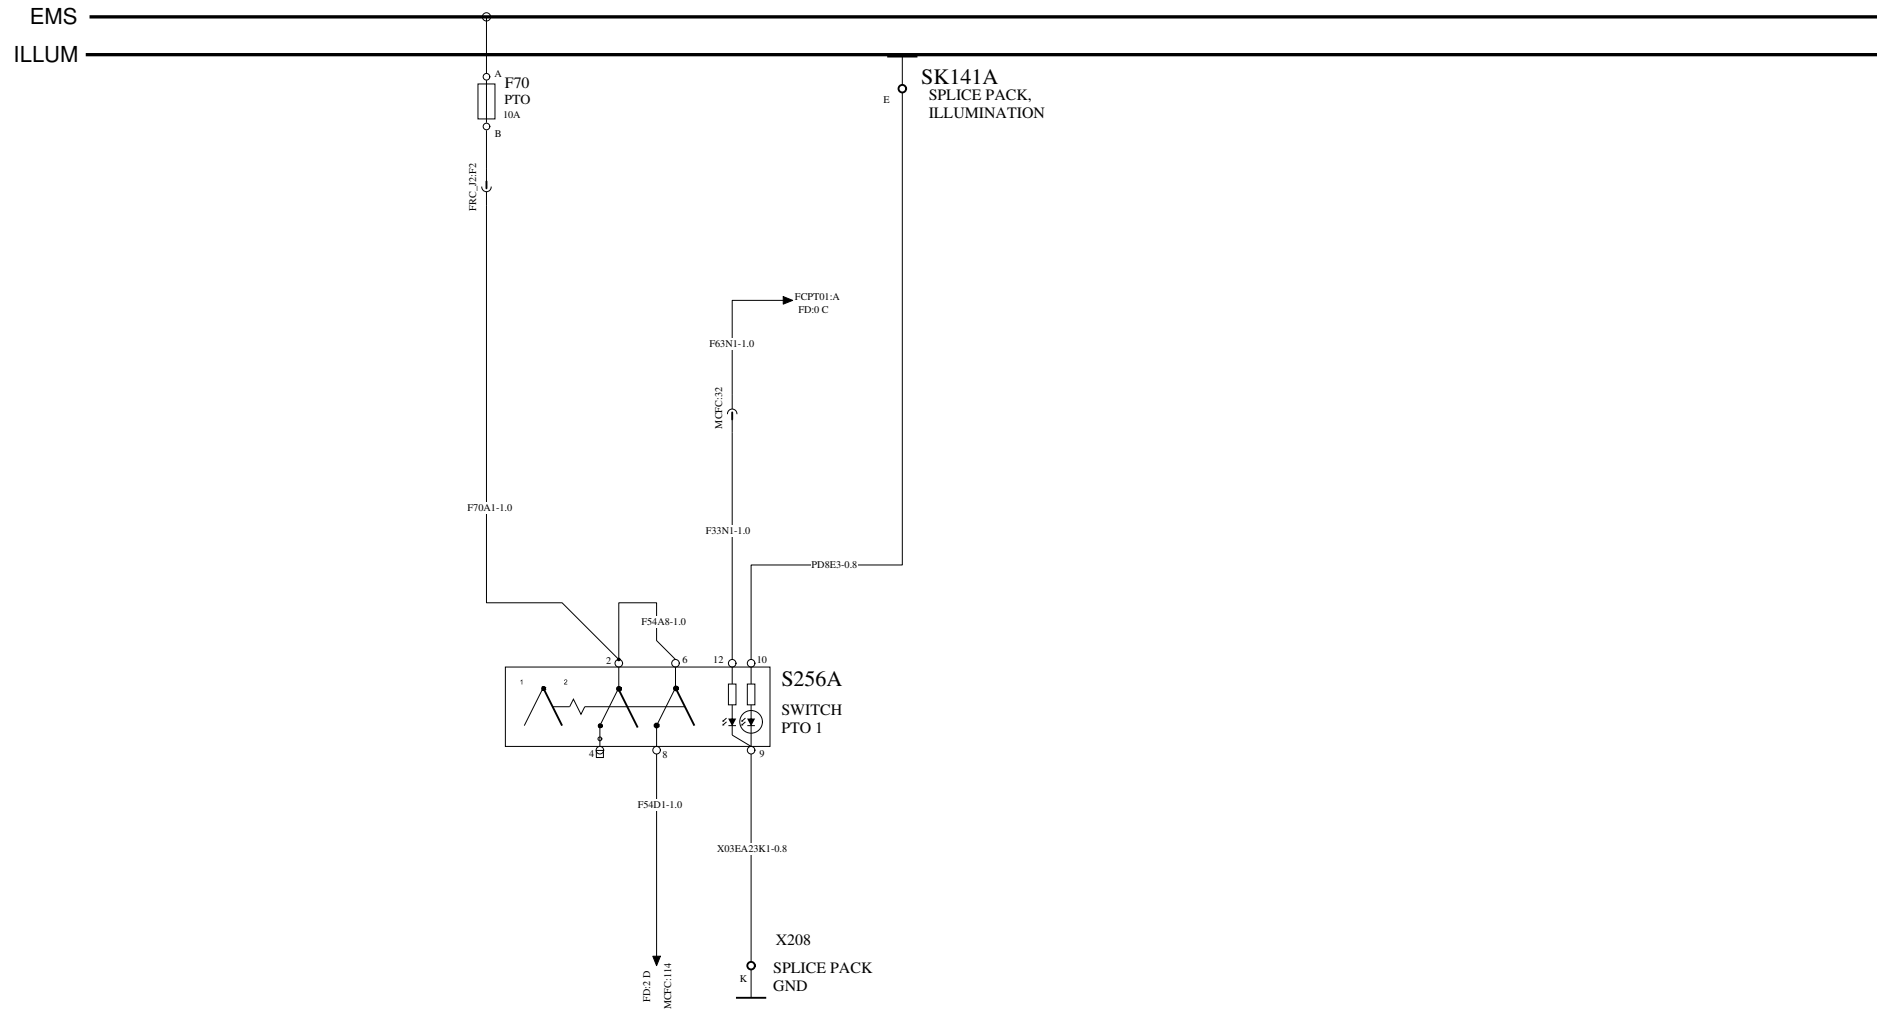 EMS
ILLUM
A
F70
PTO
10A
B
FRC_J2:F2
SK141A
E
SPLICE PACK,
ILLUMINATION
FCPT01:A
FD:0 C
F63N1-1.0
MCFC:32
F70A1-1.0
F33N1-1.0
PD8E3-0.8
F54A8-1.0
2
6
12
10
1
2
S256A
SWITCH
PTO 1
4
8
9
F54D1-1.0
X03EA23K1-0.8
X208
K
SPLICE PACK
GND
FD:2 D
MCFC:114